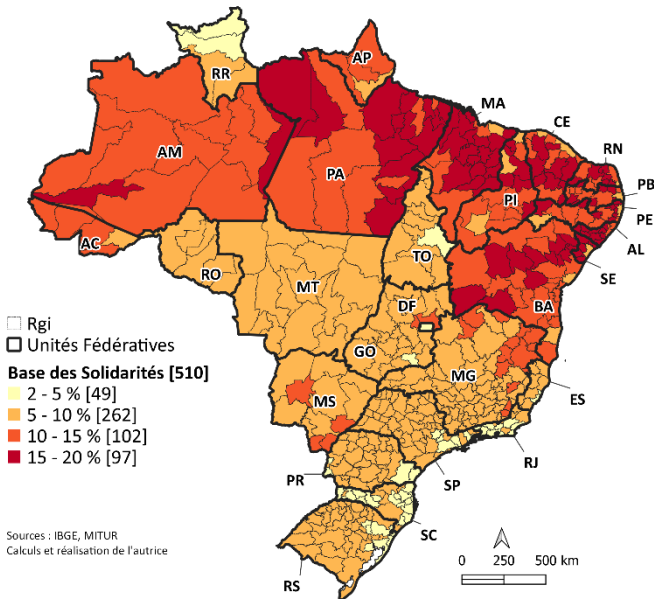 RR
AP
AM
PA
MA
CE
RN
PB
PE
AL
SE
PI
AC
RO
TO
MT
BA
DF
GO
MG
MS
ES
RJ
SP
PR
SC
RS
Rgi
Unités Fédératives
Base des Solidarités [510]
2 - 5 % [49]
5 - 10 % [262]
10 - 15 % [102]
15 - 20 % [97]
Sources : IBGE, MITUR
Calculs et réalisation de l'autrice
0 250 500 km